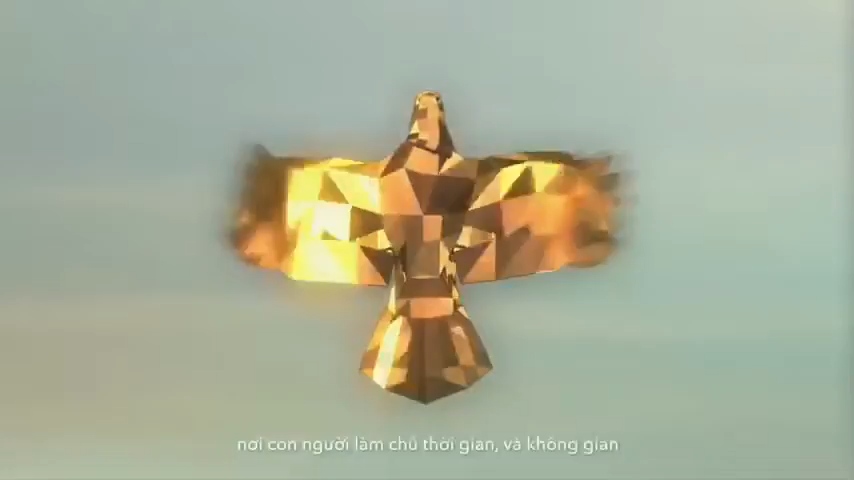 nơi con người làm chủ thời gian, và không gian